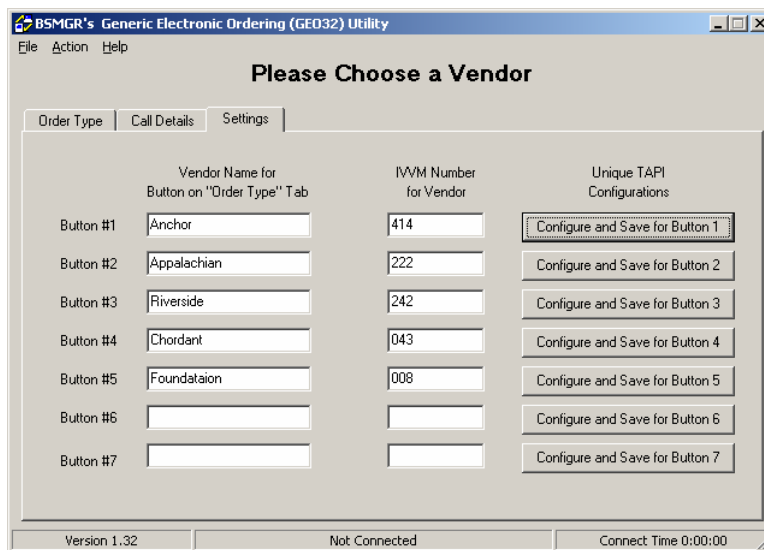 BSMGR's Generic Electronic Ordering (GEO32) Utility
File Action Help
Please Choose a Vendor
Order Type Call Details Settings
Vendor Name for IVVM Number Unique TAPI
Button on "Order Type" Tab for Vendor Configurations
Button #1 Anchor 414 Configure and Save for Button 1
Button #2 Appalachian 222 Configure and Save for Button 2
Button #3 Riverside 242 Configure and Save for Button 3
Button #4 Chordant 043 Configure and Save for Button 4
Button #5 Foundataion 008 Configure and Save for Button 5
Button #6 Configure and Save for Button 6
Button #7 Configure and Save for Button 7
Version 1.32 Not Connected Connect Time 0:00:00